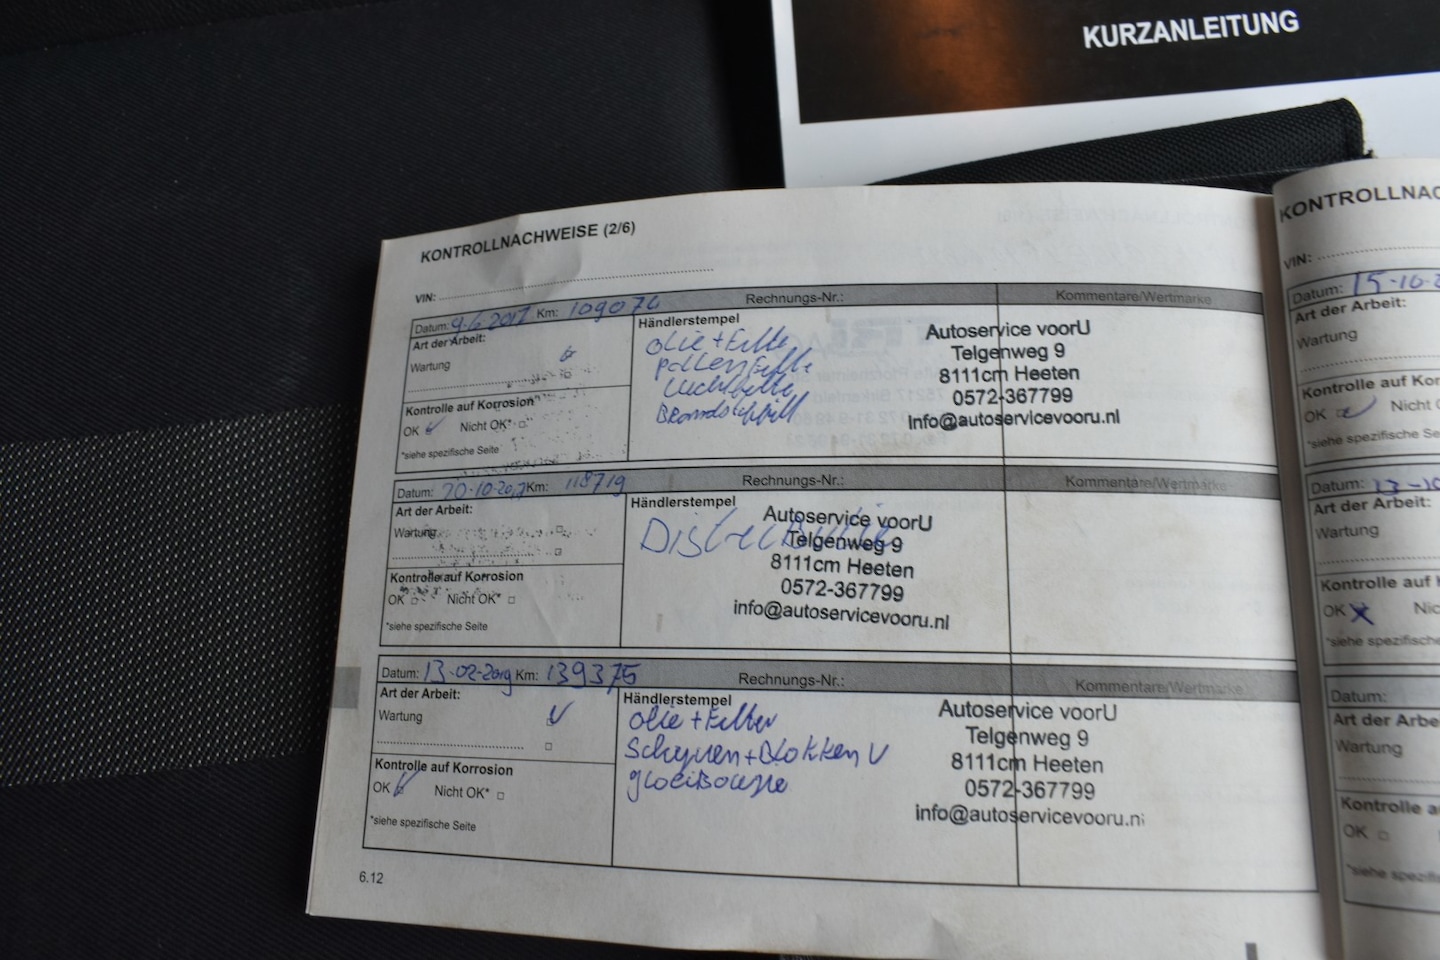 KURZANLEITUNG
KONTROLLNACHWEISE (2/6)
VIN:
Datum: 9-6-2017 Km: 109076 Rechnungs-Nr.: Kommentare/Wertmarke
Art der Arbeit:
Wartung
Kontrolle auf Korrosion
OK Nicht OK*
*siehe spezifische Seite
Händlerstempel
olie + Filter
pollenfilter
luchtfilter
Autoservice voorU
Telgenweg 9
8111cm Heeten
0572-367799
Info@autoservicevooru.nl
Datum: 20-10-2017 Km: 118719 Rechnungs-Nr.: Kommentare/Wertmarke
Art der Arbeit:
Wartung
Kontrolle auf Korrosion
OK Nicht OK*
*siehe spezifische Seite
Händlerstempel
Distributie
Autoservice voorU
Telgenweg 9
8111cm Heeten
0572-367799
info@autoservicevooru.nl
Datum: 13-02-2019 Km: 139375 Rechnungs-Nr.: Kommentare/Wertmarke
Art der Arbeit:
Wartung
Kontrolle auf Korrosion
OK Nicht OK*
*siehe spezifische Seite
Händlerstempel
olie + Filter
Schijven + Blokken V
Autoservice voorU
Telgenweg 9
8111cm Heeten
0572-367799
info@autoservicevooru.nl
6.12
KONTROLLNAC
VIN:
Datum: 15-10-2
Art der Arbeit:
Wartung
Kontrolle auf Kor
OK Nicht O
*siehe spezifische Se
Datum: 13-10
Art der Arbeit:
Wartung
Kontrolle auf K
OK Nic
*siehe spezifische
Datum:
Art der Arbe
Wartung
Kontrolle a
OK
*siehe spezifi